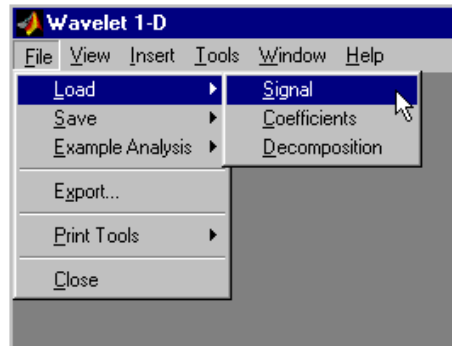 Wavelet 1-D
File View Insert Tools Window Help
Load
Save
Example Analysis
Export...
Print Tools
Close
Signal
Coefficients
Decomposition